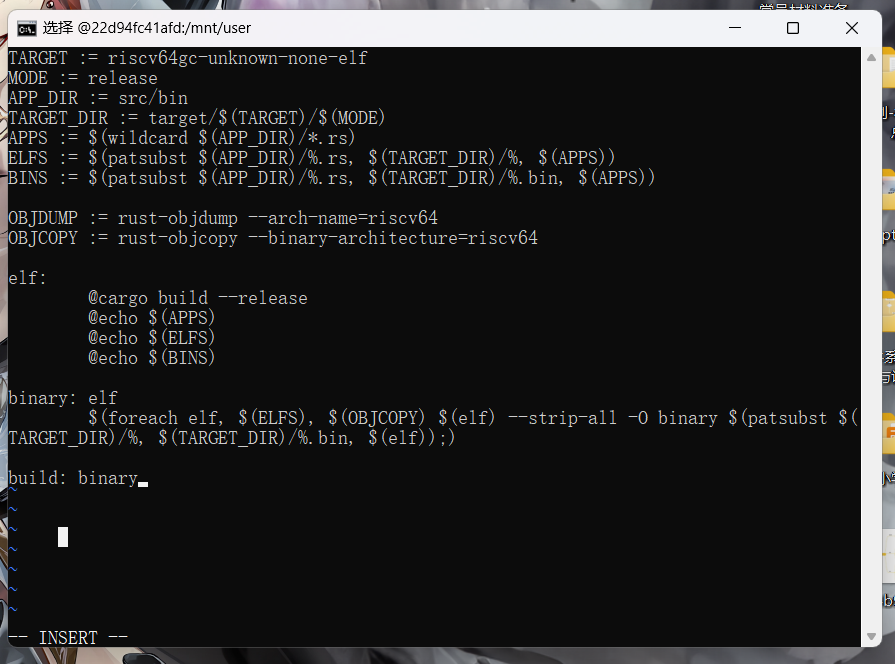 选择 @22d94fc41afd:/mnt/user
TARGET := riscv64gc-unknown-none-elf
MODE := release
APP_DIR := src/bin
TARGET_DIR := target/$(TARGET)/$(MODE)
APPS := $(wildcard $(APP_DIR)/*.rs)
ELFS := $(patsubst $(APP_DIR)/%.rs, $(TARGET_DIR)/%, $(APPS))
BINS := $(patsubst $(APP_DIR)/%.rs, $(TARGET_DIR)/%.bin, $(APPS))
OBJDUMP := rust-objdump --arch-name=riscv64
OBJCOPY := rust-objcopy --binary-architecture=riscv64
elf:
@cargo build --release
@echo $(APPS)
@echo $(ELFS)
@echo $(BINS)
binary: elf
$(foreach elf, $(ELFS), $(OBJCOPY) $(elf) --strip-all -O binary $(patsubst $(
TARGET_DIR)/%, $(TARGET_DIR)/%.bin, $(elf));)
build: binary
~
~
~
~
~
~
~
-- INSERT --